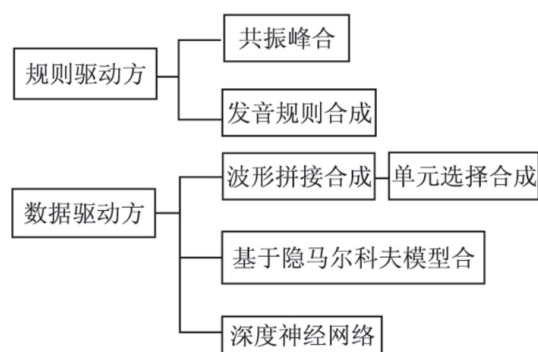 共振峰合
规则驱动方
发音规则合成
波形拼接合成
单元选择合成
数据驱动方
基于隐马尔科夫模型合
深度神经网络